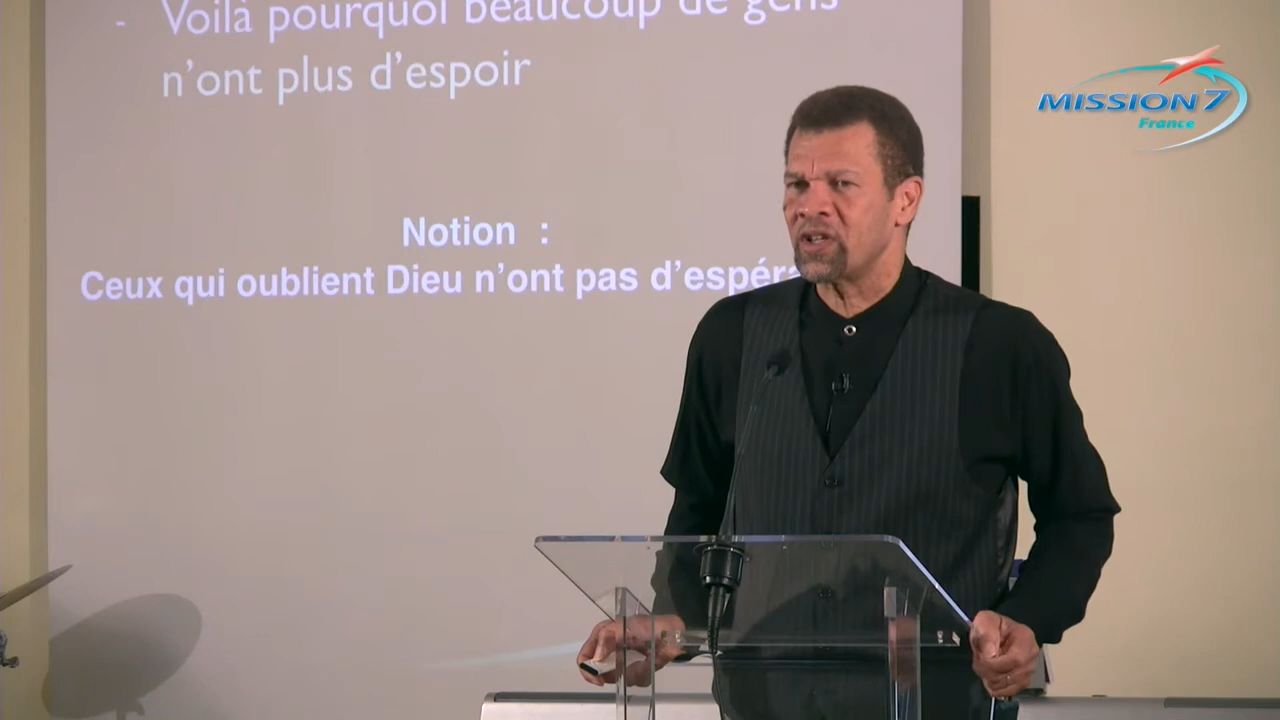 - Voilà pourquoi beaucoup de gens
n’ont plus d’espoir
Notion :
Ceux qui oublient Dieu n’ont pas
MISSION 7
France